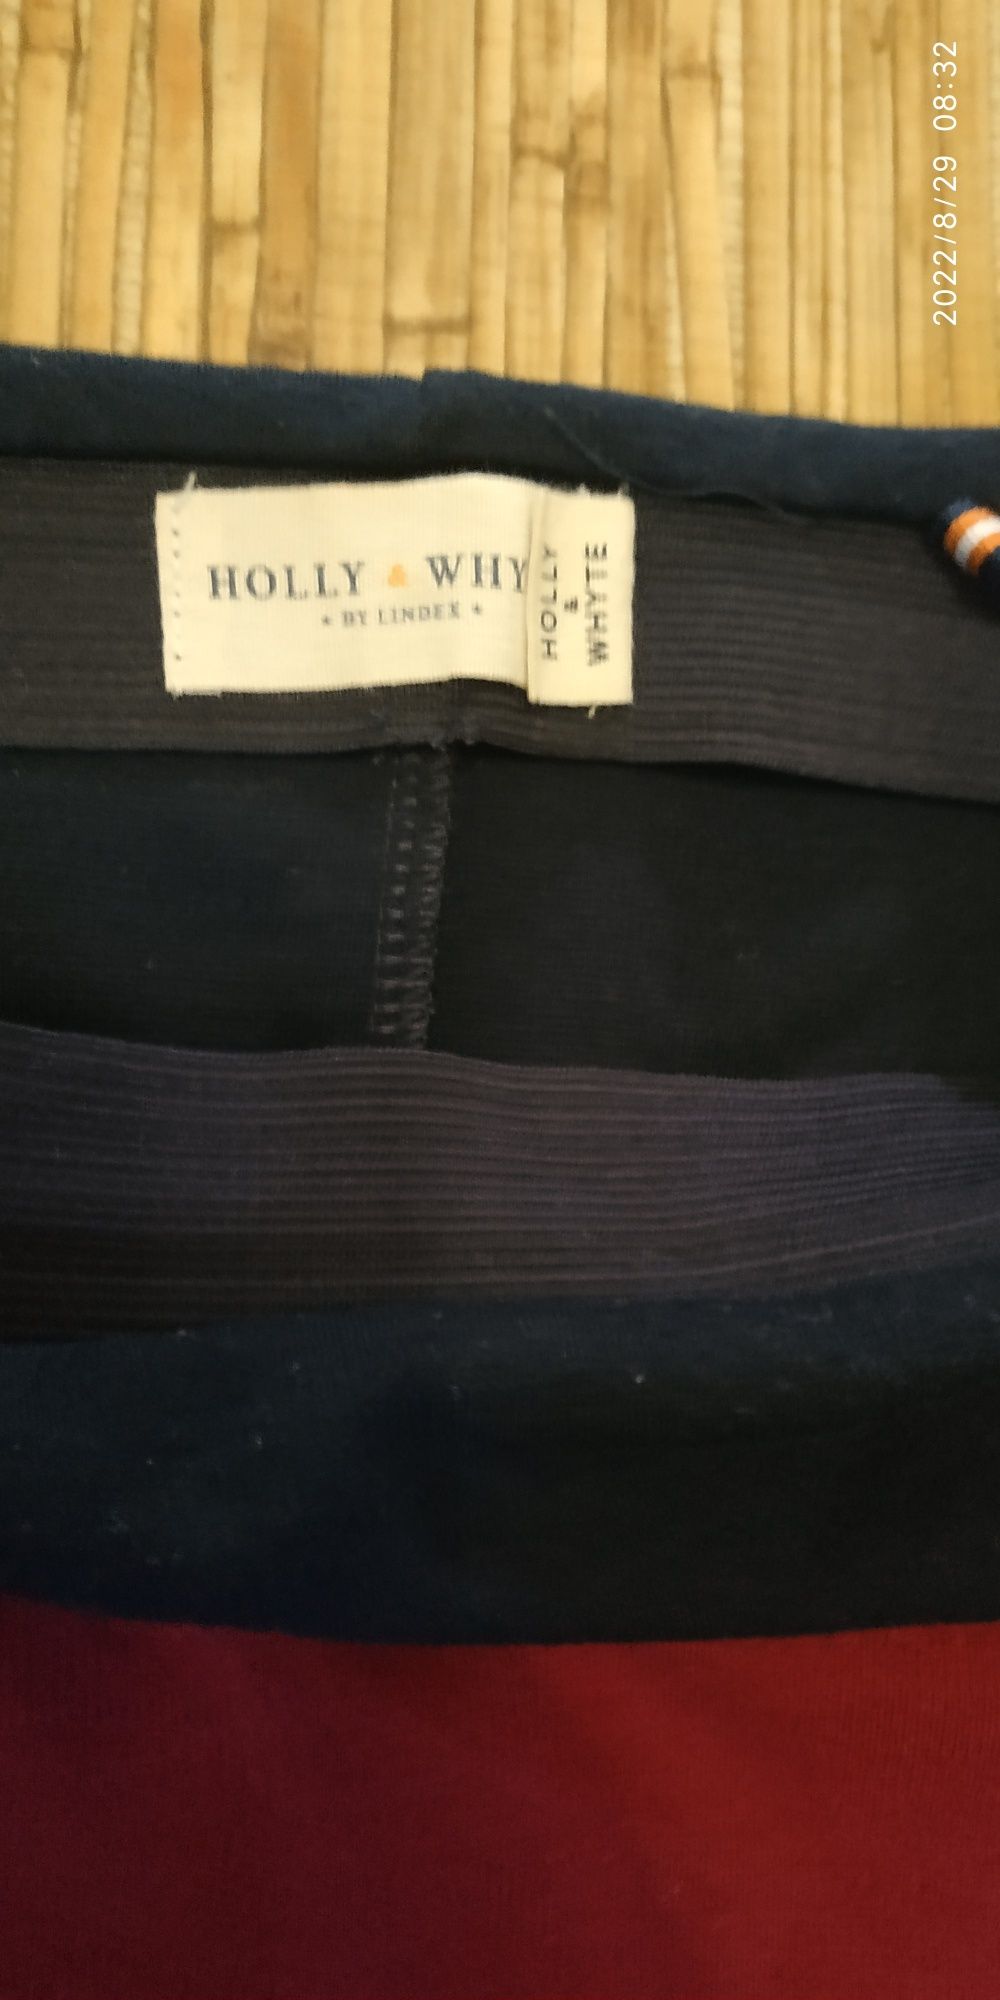 2022/8/29 08:32
HOLLY & WHY
• BY LINDEX •
HOLLY
&
WHYTE